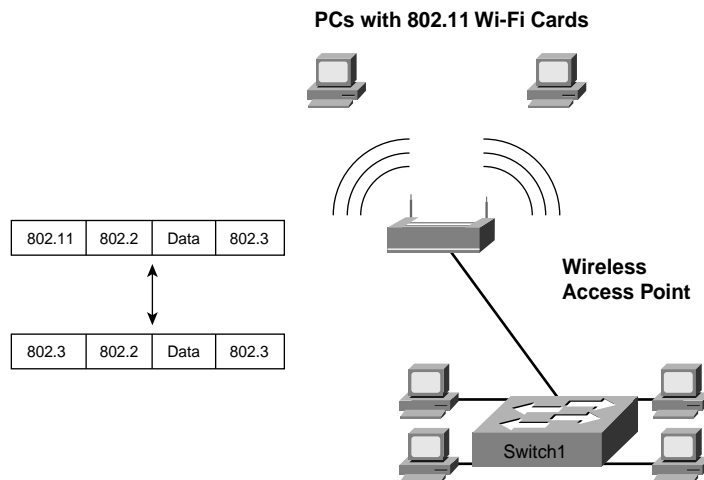 PCs with 802.11 Wi-Fi Cards
802.11 802.2 Data 802.3
Wireless
Access Point
802.3 802.2 Data 802.3
Switch1